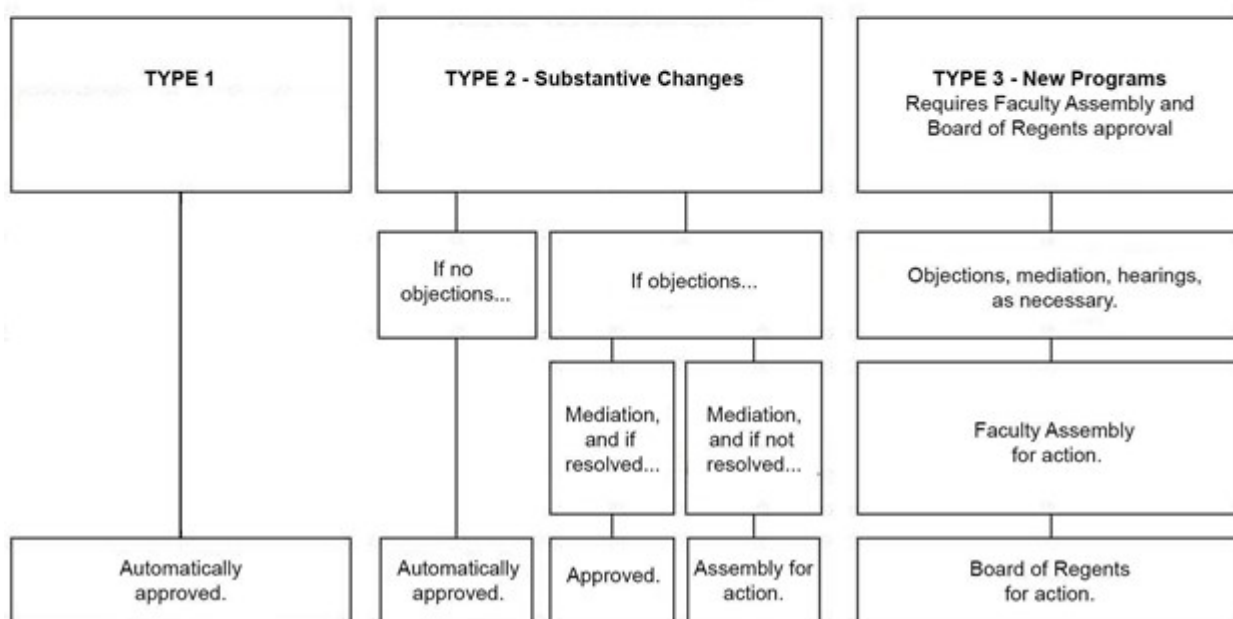 TYPE 1
TYPE 2 - Substantive Changes
TYPE 3 - New Programs
Requires Faculty Assembly and
Board of Regents approval
If no
objections...
If objections...
Objections, mediation, hearings,
as necessary.
Mediation,
and if
resolved...
Mediation,
and if not
resolved...
Faculty Assembly
for action.
Automatically
approved.
Automatically
approved.
Approved.
Assembly for
action.
Board of Regents
for action.